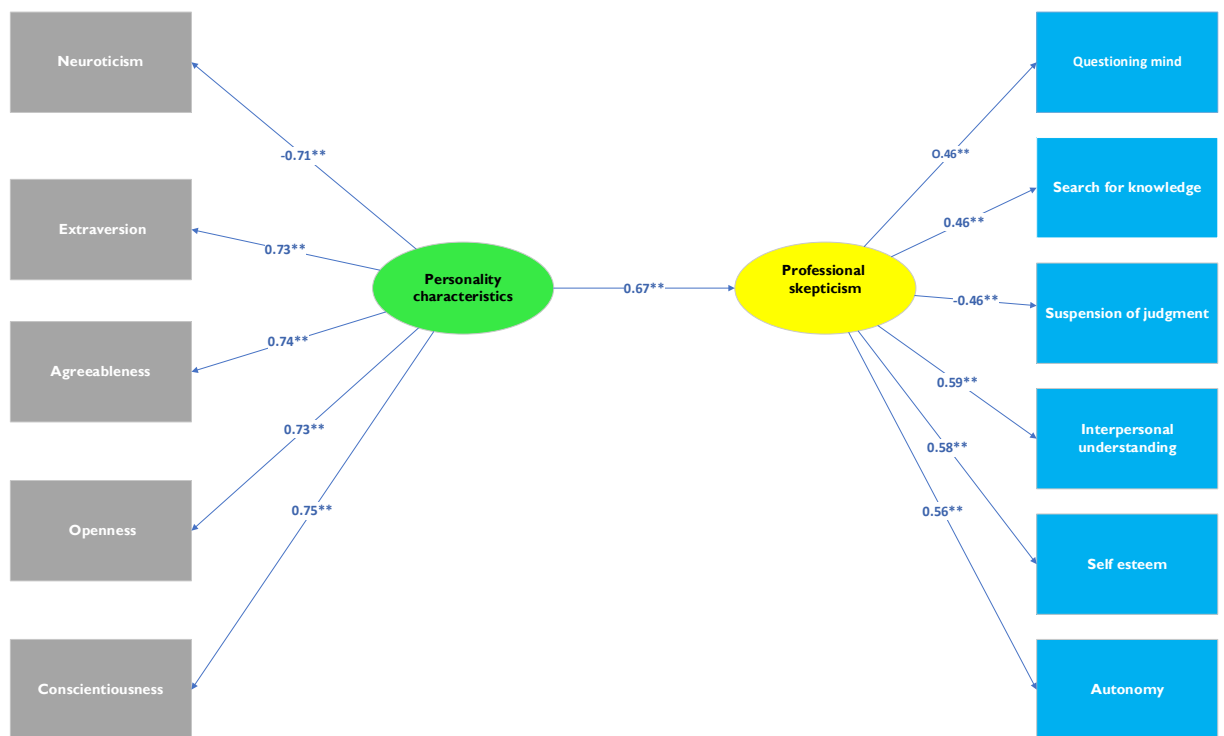 Neuroticism
Questioning mind
-0.71**
O.46**
Search for knowledge
Extraversion
0.73**
0.46**
Personality
characteristics
0.67**
Professional
skepticism
-0.46**
Suspension of judgment
Agreeableness
0.74**
0.59**
Interpersonal
understanding
0.73**
0.58**
Openness
0.75**
0.56**
Self esteem
Conscientiousness
Autonomy